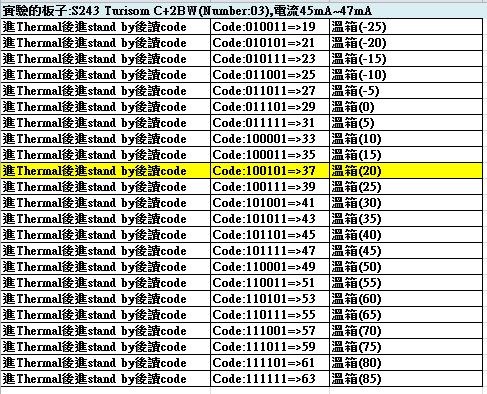 實驗的板子:S243 Turisom C+2BW(Number:03),電流45mA~47mA
進Thermal後進stand by後讀code Code:010011=>19 溫箱(-25)
進Thermal後進stand by後讀code Code:010101=>21 溫箱(-20)
進Thermal後進stand by後讀code Code:010111=>23 溫箱(-15)
進Thermal後進stand by後讀code Code:011001=>25 溫箱(-10)
進Thermal後進stand by後讀code Code:011011=>27 溫箱(-5)
進Thermal後進stand by後讀code Code:011101=>29 溫箱(0)
進Thermal後進stand by後讀code Code:011111=>31 溫箱(5)
進Thermal後進stand by後讀code Code:100001=>33 溫箱(10)
進Thermal後進stand by後讀code Code:100011=>35 溫箱(15)
進Thermal後進stand by後讀code Code:100101=>37 溫箱(20)
進Thermal後進stand by後讀code Code:100111=>39 溫箱(25)
進Thermal後進stand by後讀code Code:101001=>41 溫箱(30)
進Thermal後進stand by後讀code Code:101011=>43 溫箱(35)
進Thermal後進stand by後讀code Code:101101=>45 溫箱(40)
進Thermal後進stand by後讀code Code:101111=>47 溫箱(45)
進Thermal後進stand by後讀code Code:110001=>49 溫箱(50)
進Thermal後進stand by後讀code Code:110011=>51 溫箱(55)
進Thermal後進stand by後讀code Code:110101=>53 溫箱(60)
進Thermal後進stand by後讀code Code:110111=>55 溫箱(65)
進Thermal後進stand by後讀code Code:111001=>57 溫箱(70)
進Thermal後進stand by後讀code Code:111011=>59 溫箱(75)
進Thermal後進stand by後讀code Code:111101=>61 溫箱(80)
進Thermal後進stand by後讀code Code:111111=>63 溫箱(85)